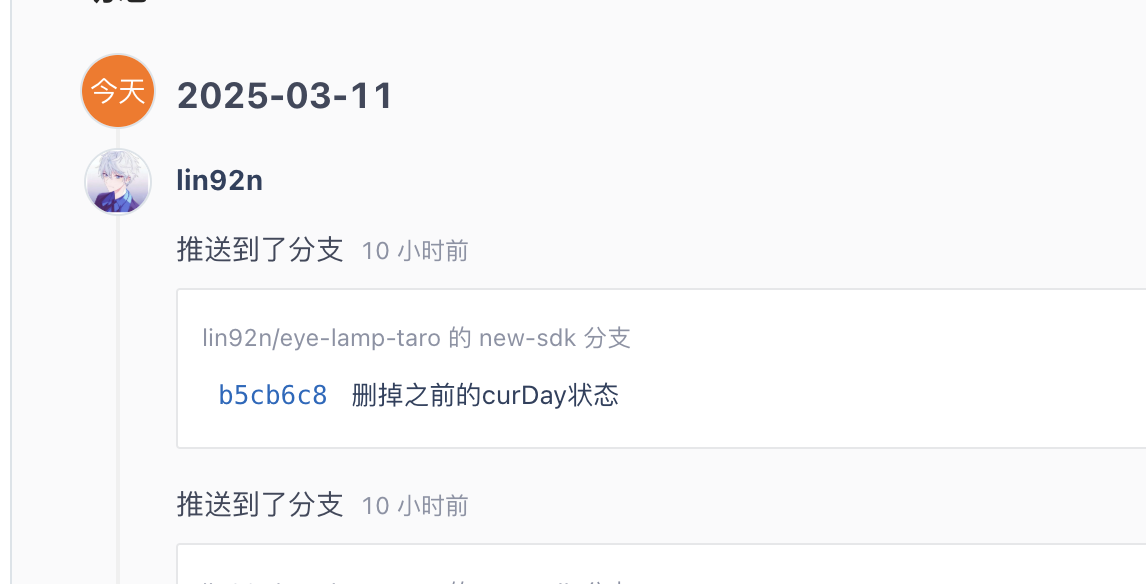 今天
2025-03-11
lin92n
推送到了分支 10 小时前
lin92n/eye-lamp-taro 的 new-sdk 分支
b5cb6c8 删掉之前的curDay状态
推送到了分支 10 小时前